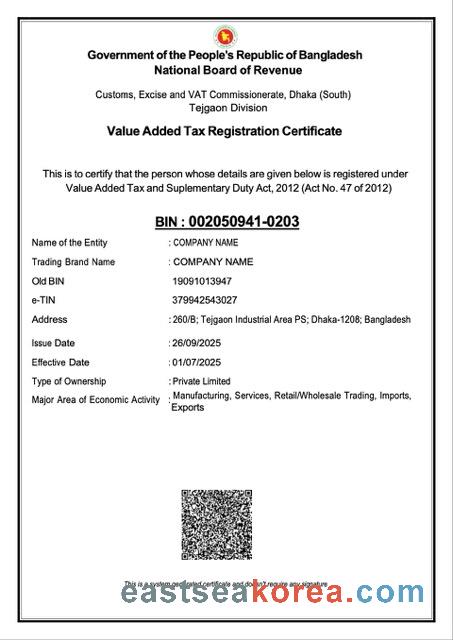 Government of the People's Republic of Bangladesh
National Board of Revenue
Customs, Excise and VAT Commissionerate, Dhaka (South)
Tejgaon Division
Value Added Tax Registration Certificate
This is to certify that the person whose details are given below is registered under
Value Added Tax and Suplementary Duty Act, 2012 (Act No. 47 of 2012)
BIN : 002050941-0203
Name of the Entity : COMPANY NAME
Trading Brand Name : COMPANY NAME
Old BIN 19091013947
e-TIN 379942543027
Address : 260/B; Tejgaon Industrial Area PS; Dhaka-1208; Bangladesh
Issue Date : 26/09/2025
Effective Date : 01/07/2025
Type of Ownership : Private Limited
Major Area of Economic Activity : Manufacturing, Services, Retail/Wholesale Trading, Imports,
Exports
This is a system generated certificate and doesn't require any signature
eastseakorea.com